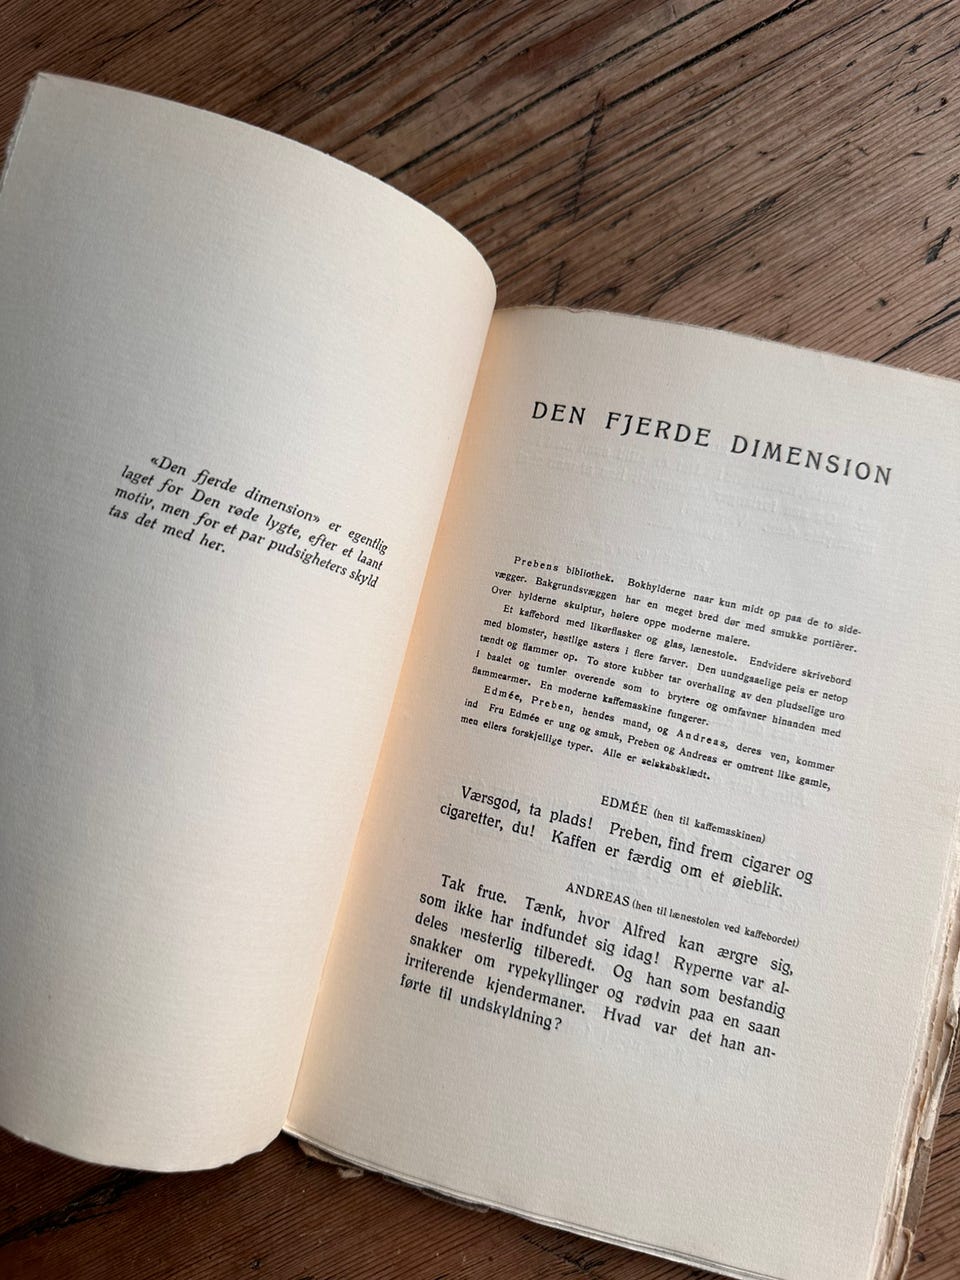 «Den fjerde dimension» er egentlig
laget for Den røde lygte, efter et laant
motiv, men for et par pudsigheters skyld
tas det med her.
DEN FJERDE DIMENSION
Prebens bibliothek. Bokhylderne naar kun midt op paa de to side-
vægger. Bakgrundsvæggen har en meget bred dør med smukke portièrer.
Over hylderne skulptur, høiere oppe moderne malere.
Et kaffebord med likørflasker og glas, lænestole. Endvidere skrivebord
med blomster, høstlige asters i flere farver. Den uundgaaelige peis er netop
tændt og flammer op. To store kubber tar overhaling av den pludselige uro
I baalet og tumler overende som to brytere og omfavner hinanden med
flammearmer. En moderne kaffemaskine fungerer.
Edmée, Preben, hendes mand, og Andreas, deres ven, kommer
ind Fru Edmée er ung og smuk, Preben og Andreas er omtrent like gamle,
men ellers forskjellige typer. Alle er selskabsklædt.
EDMÉE (hen til kaffemaskinen)
Værsgod, ta plads! Preben, find frem cigarer og
cigaretter, du! Kaffen er færdig om et øieblik.
ANDREAS (hen til lænestolen ved kaffebordet)
Tak frue. Tænk, hvor Alfred kan ærgre sig,
som ikke har indfundet sig idag! Ryperne var al-
deles mesterlig tilberedt. Og han som bestandig
snakker om rypekyllinger og rødvin paa en saan
irriterende kjendermaner. Hvad var det han an-
førte til undskyldning?